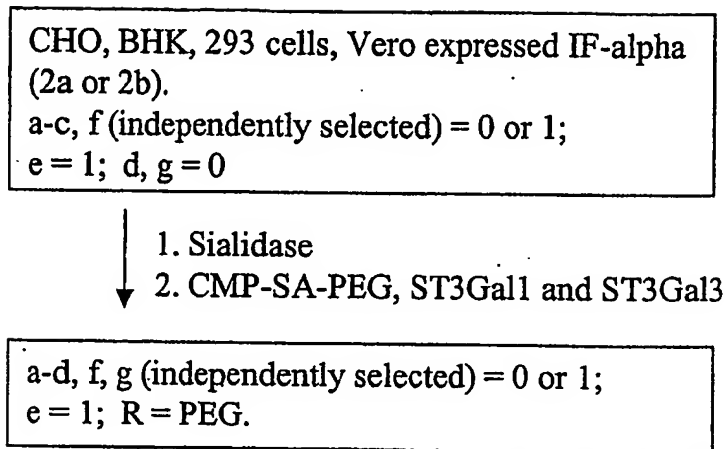 CHO, BHK, 293 cells, Vero expressed IF-alpha
(2a or 2b).
a-c, f (independently selected) = 0 or 1;
e = 1; d, g = 0
1. Sialidase
2. CMP-SA-PEG, ST3Gal1 and ST3Gal3
a-d, f, g (independently selected) = 0 or 1;
e = 1; R = PEG.